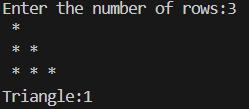 Enter the number of rows:3
 *
 * *
 * * *
Triangle:1